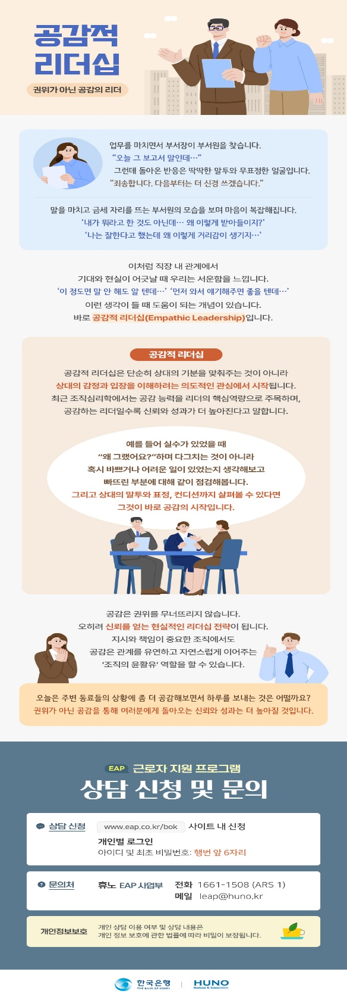 공감적
리더십
권위가 아닌 공감의 리더
업무를 마치면서 부서장이 부서원을 찾습니다.
“오늘 그 보고서 말인데…”
그런데 돌아온 반응은 딱딱한 말투와 무표정한 얼굴입니다.
“죄송합니다. 다음부터는 더 신경 쓰겠습니다.”
말을 마치고 금세 자리를 뜨는 부서원의 모습을 보며 마음이 복잡해집니다.
‘내가 뭐라고 한 것도 아닌데… 왜 이렇게 받아들이지?’
‘나는 잘한다고 했는데 왜 이렇게 거리감이 생기지…’
이처럼 직장 내 관계에서
기대와 현실이 어긋날 때 우리는 서운함을 느낍니다.
‘이 정도면 말 안 해도 알 텐데…’ ‘먼저 와서 얘기해주면 좋을 텐데…’
이런 생각이 들 때 도움이 되는 개념이 있습니다.
바로 공감적 리더십(Empathic Leadership)입니다.
공감적 리더십
공감적 리더십은 단순히 상대의 기분을 맞춰주는 것이 아니라
상대의 감정과 입장을 이해하려는 의도적인 관심에서 시작됩니다.
최근 조직심리학에서는 공감 능력을 리더의 핵심역량으로 주목하며,
공감하는 리더일수록 신뢰와 성과가 더 높아진다고 말합니다.
예를 들어 실수가 있었을 때
“왜 그랬어요?”하며 다그치는 것이 아니라
혹시 바쁘거나 어려운 일이 있었는지 생각해보고
빠뜨린 부분에 대해 같이 점검해봅니다.
그리고 상대의 말투와 표정, 컨디션까지 살펴볼 수 있다면
그것이 바로 공감의 시작입니다.
공감은 권위를 무너뜨리지 않습니다.
오히려 신뢰를 얻는 현실적인 리더십 전략이 됩니다.
지시와 책임이 중요한 조직에서도
공감은 관계를 유연하고 자연스럽게 이어주는
‘조직의 윤활유’ 역할을 할 수 있습니다.
오늘은 주변 동료들의 상황에 좀 더 공감해보면서 하루를 보내는 것은 어떨까요?
권위가 아닌 공감을 통해 여러분에게 돌아오는 신뢰와 성과는 더 높아질 것입니다.
EAP 근로자 지원 프로그램
상담 신청 및 문의
상담 신청 www.eap.co.kr/bok 사이트 내 신청
개인별 로그인
아이디 및 최초 비밀번호: 행번 앞 6자리
문의처 휴노 EAP 사업부 전화 1661-1508 (ARS 1)
메일 leap@huno.kr
개인정보보호 개인 상담 이용 여부 및 상담 내용은
개인 정보 보호에 관한 법률에 따라 비밀이 보장됩니다.
한국은행 HUNO
THE BANK OF KOREA Human & Innovation